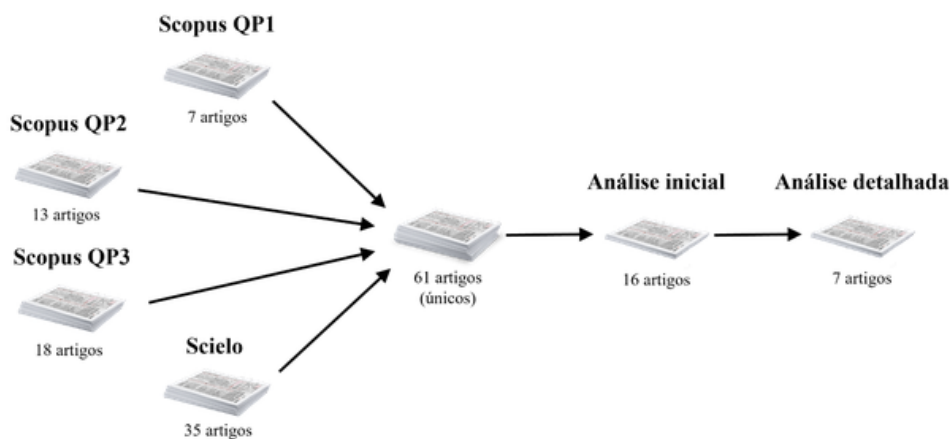 Scopus QP1
7 artigos
Scopus QP2
13 artigos
Scopus QP3
18 artigos
Scielo
35 artigos
61 artigos
(únicos)
Análise inicial
16 artigos
Análise detalhada
7 artigos